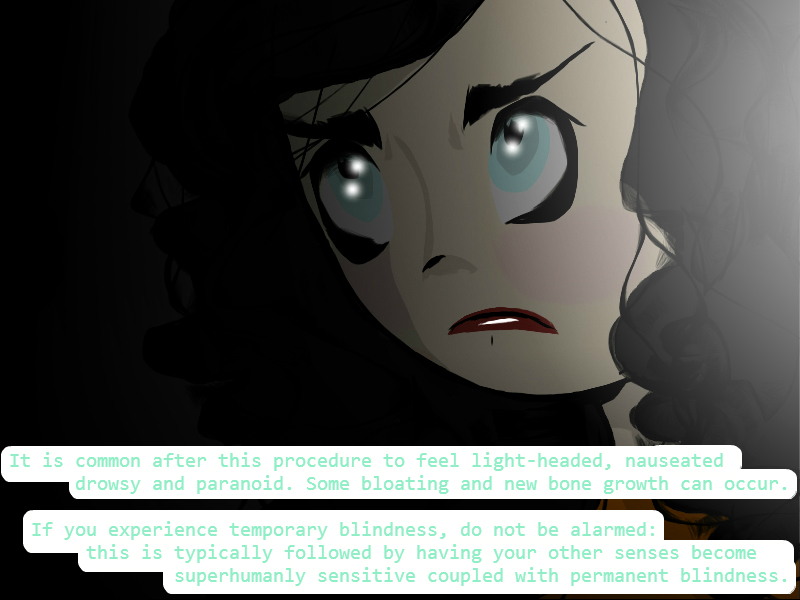 It is common after this procedure to feel light-headed, nauseated
drowsy and paranoid. Some bloating and new bone growth can occur.
If you experience temporary blindness, do not be alarmed:
this is typically followed by having your other senses become
superhumanly sensitive coupled with permanent blindness.